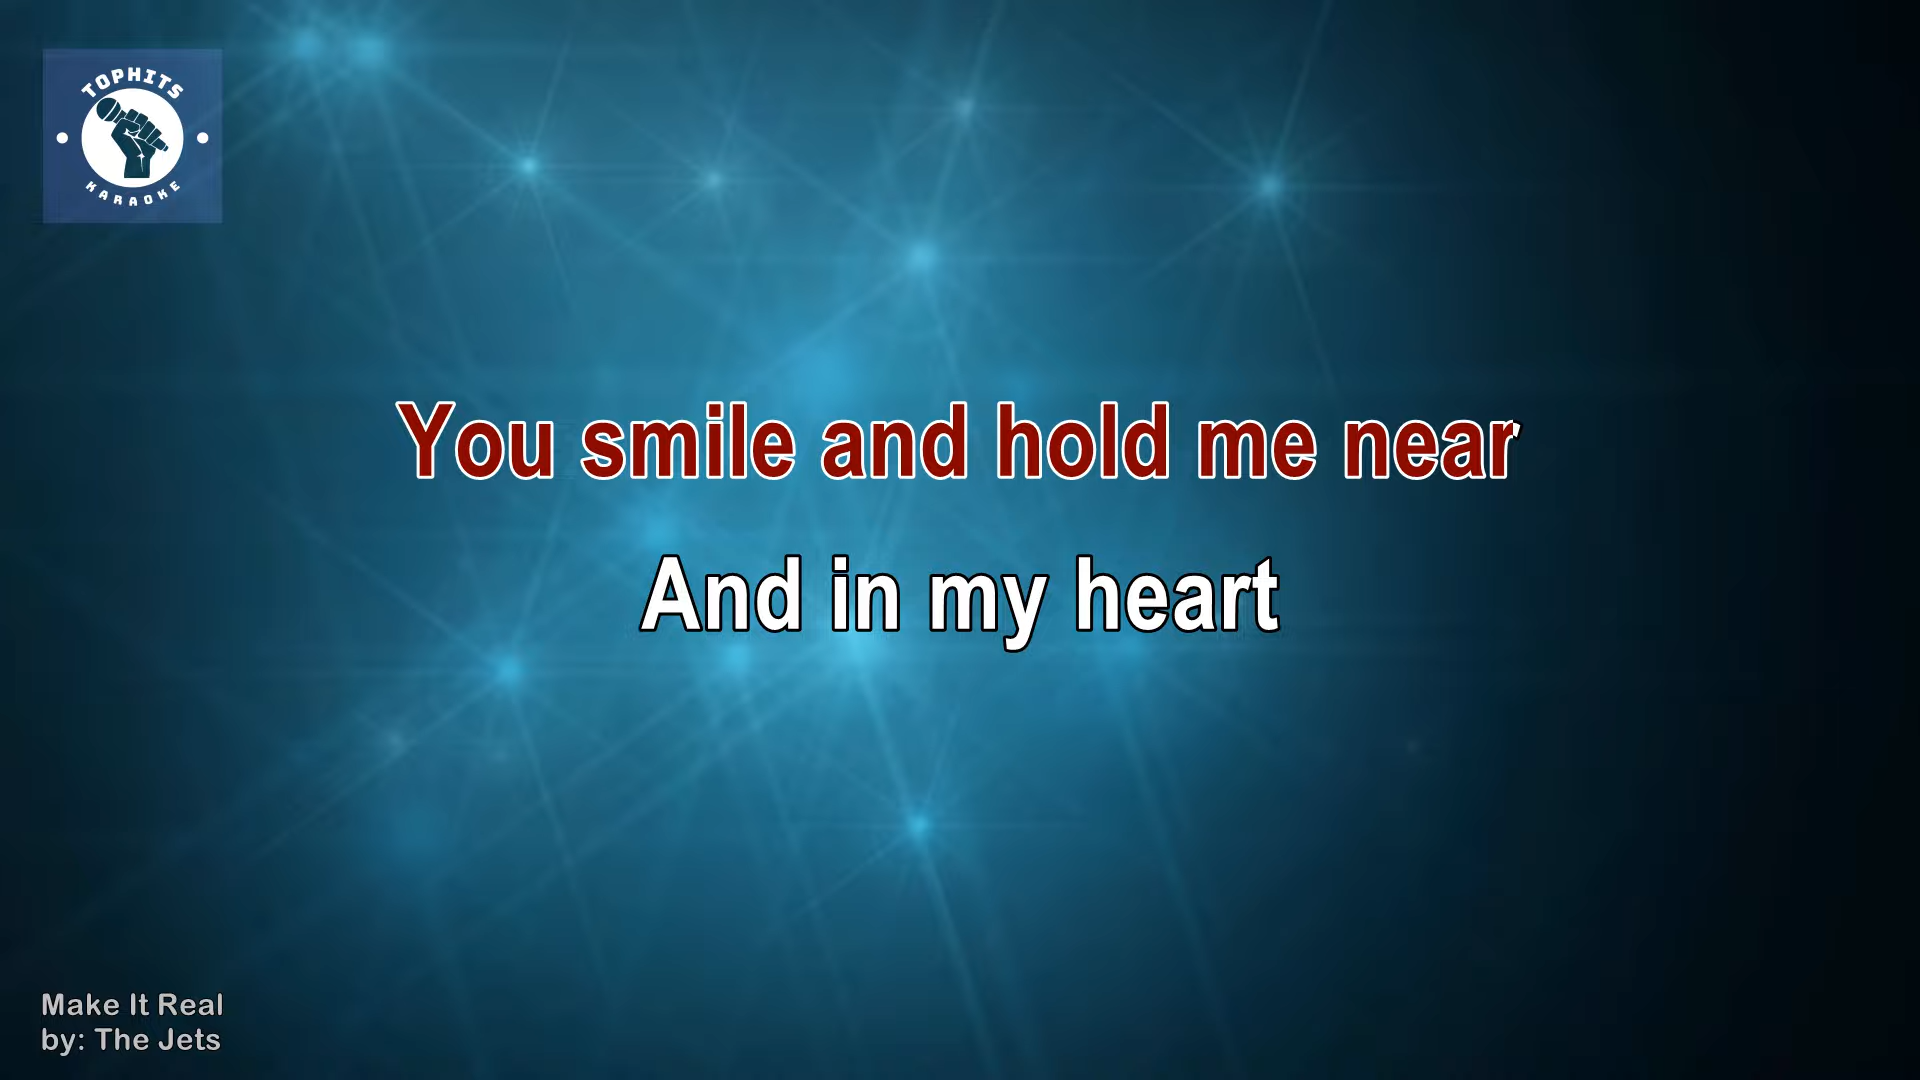 TOPHITS
KARAOKE
You smile and hold me near
And in my heart
Make It Real
by: The Jets